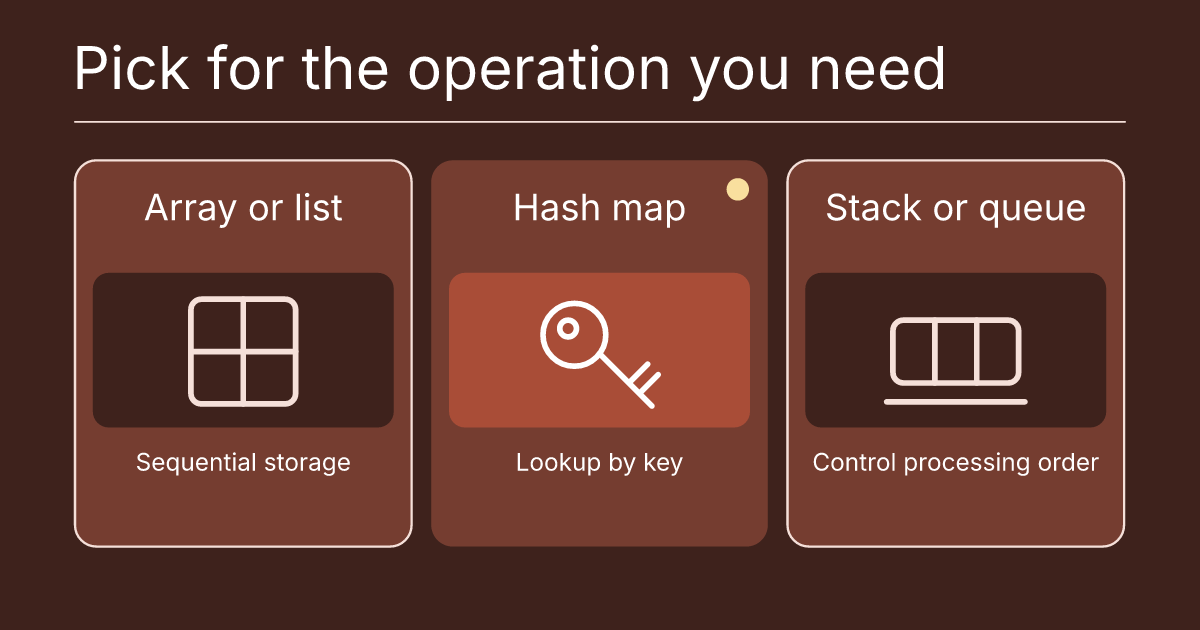 Pick for the operation you need
Array or list
Hash map
Stack or queue
Sequential storage
Lookup by key
Control processing order